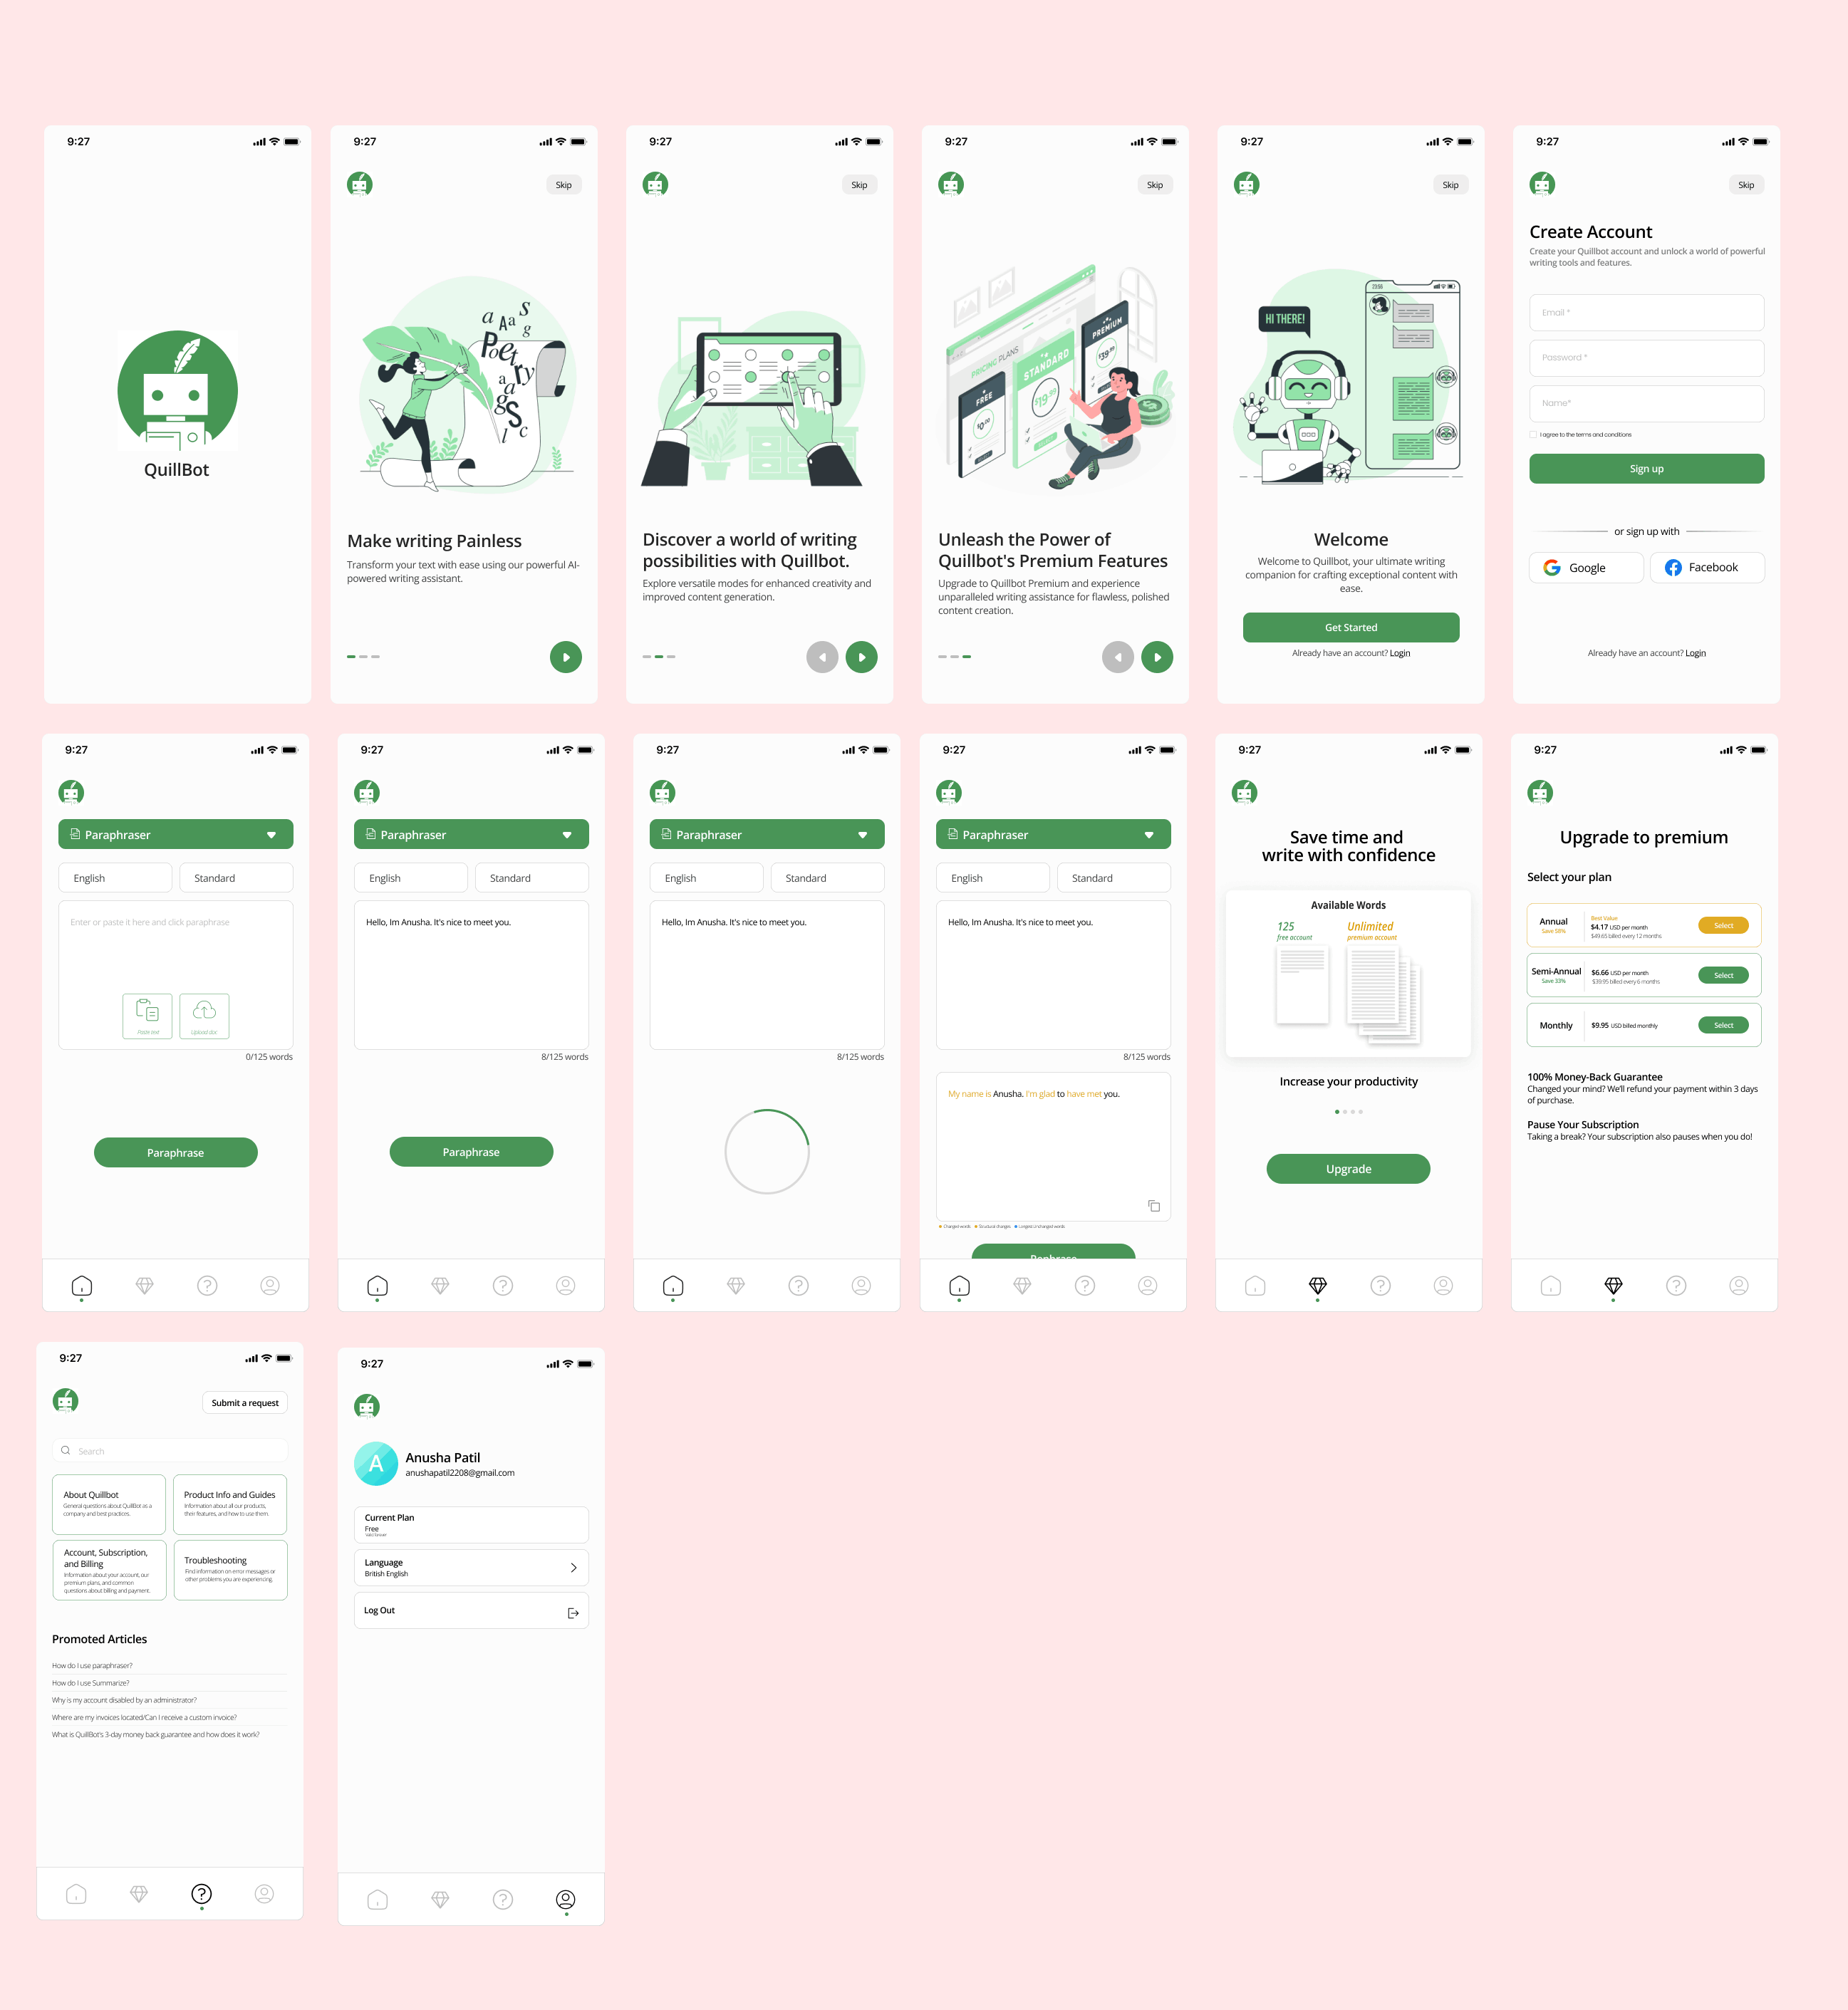 9:27
QuillBot
9:27
Skip
a Aa S g
Poetry
a a g S l c
Make writing Painless
Transform your text with ease using our powerful AI-
powered writing assistant.
9:27
Skip
Discover a world of writing
possibilities with Quillbot.
Explore versatile modes for enhanced creativity and
improved content generation.
9:27
Skip
PRICING PLANS
FREE
$0.00
STANDARD
$19.99
PREMIUM
$39.99
Unleash the Power of
Quillbot's Premium Features
Upgrade to Quillbot Premium and experience
unparalleled writing assistance for flawless, polished
content creation.
9:27
Skip
23:56
HI THERE!
Welcome
Welcome to Quillbot, your ultimate writing
companion for crafting exceptional content with
ease.
Get Started
Already have an account? Login
9:27
Skip
Create Account
Create your Quillbot account and unlock a world of powerful
writing tools and features.
Email *
Password *
Name*
I agree to the terms and conditions
Sign up
or sign up with
Google
Facebook
Already have an account? Login
9:27
Paraphraser
English
Standard
Enter or paste it here and click paraphrase
Paste text
Upload doc
0/125 words
Paraphrase
9:27
Paraphraser
English
Standard
Hello, Im Anusha. It's nice to meet you.
8/125 words
Paraphrase
9:27
Paraphraser
English
Standard
Hello, Im Anusha. It's nice to meet you.
8/125 words
9:27
Paraphraser
English
Standard
Hello, Im Anusha. It's nice to meet you.
8/125 words
My name is Anusha. I'm glad to have met you.
Changed words
Structural changes
Longest Unchanged words
Rephrase
9:27
Save time and
write with confidence
Available Words
125
free account
Unlimited
premium account
Increase your productivity
Upgrade
9:27
Upgrade to premium
Select your plan
Annual
Save 58%
Best Value
$4.17 USD per month
$49.65 billed every 12 months
Select
Semi-Annual
Save 33%
$6.66 USD per month
$39.95 billed every 6 months
Select
Monthly
$9.95 USD billed monthly
Select
100% Money-Back Guarantee
Changed your mind? We'll refund your payment within 3 days
of purchase.
Pause Your Subscription
Taking a break? Your subscription also pauses when you do!
9:27
Submit a request
Search
About Quillbot
General questions about QuillBot as a
company and best practices.
Product Info and Guides
Information about all our products,
their features, and how to use them.
Account, Subscription,
and Billing
Information about your account, our
premium plans, and common
questions about billing and payment.
Troubleshooting
Find information on error messages or
other problems you are experiencing.
Promoted Articles
How do I use paraphraser?
How do I use Summarize?
Why is my account disabled by an administrator?
Where are my invoices located/Can I receive a custom invoice?
What is QuillBot's 3-day money back guarantee and how does it work?
9:27
A
Anusha Patil
anushapatil2208@gmail.com
Current Plan
Free
Language
British English
Log Out